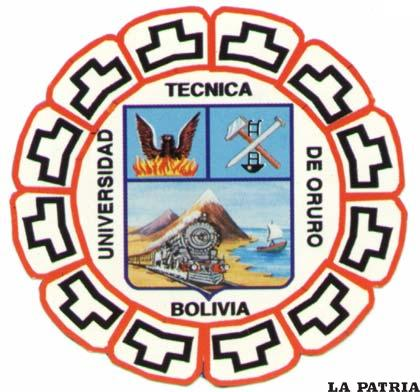 UNIVERSIDAD
TECNICA
DE ORURO
BOLIVIA
LA PATRIA